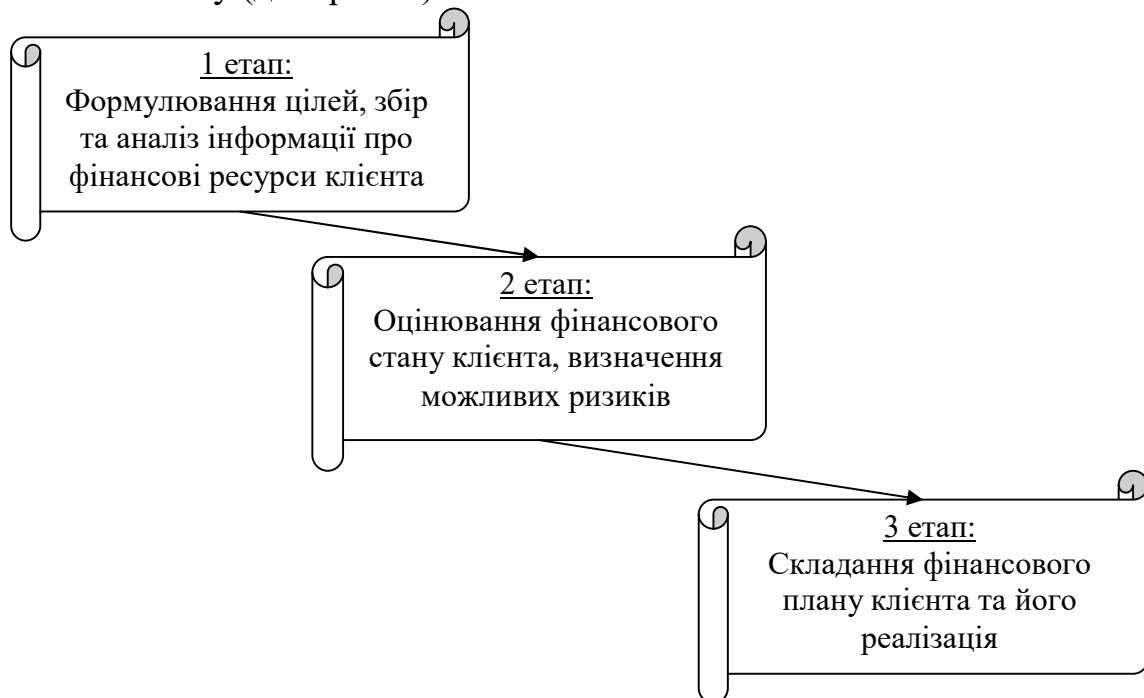 1 етап:
Формулювання цілей, збір
та аналіз інформації про
фінансові ресурси клієнта
2 етап:
Оцінювання фінансового
стану клієнта, визначення
можливих ризиків
3 етап:
Складання фінансового
плану клієнта та його
реалізація